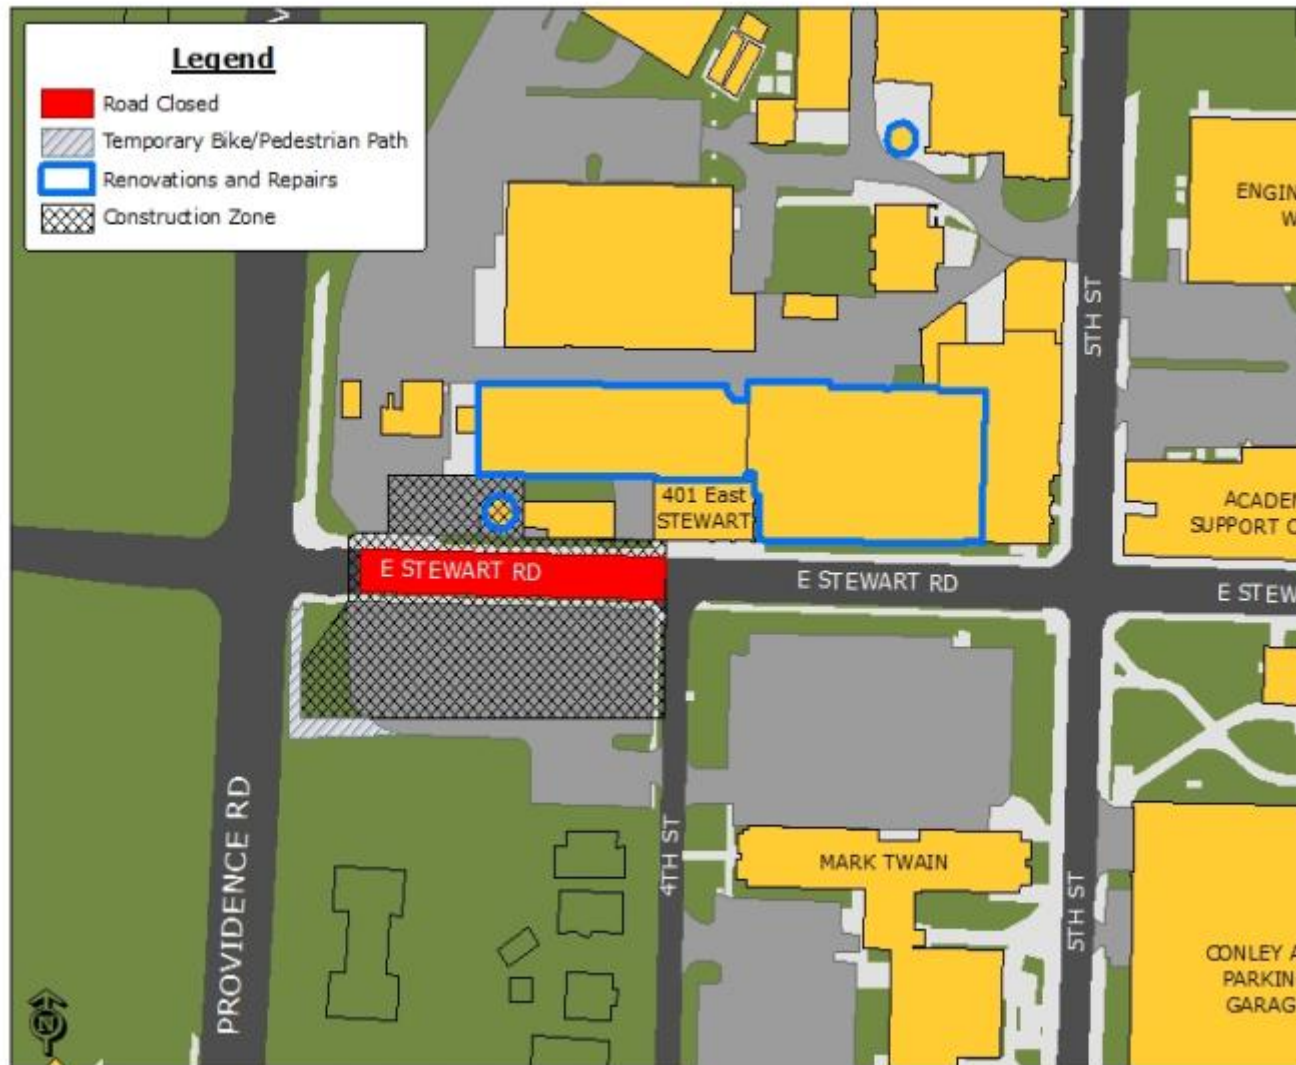 Legend
Road Closed
Temporary Bike/Pedestrian Path
Renovations and Repairs
Construction Zone
ENGIN
W
5TH ST
401 East
STEWART
ACADEM
SUPPORT C
E STEWART RD
E STEWART RD
E STEW
PROVIDENCE RD
4TH ST
MARK TWAIN
5TH ST
CONLEY A
PARKIN
GARAG
N